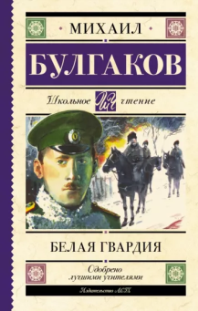 МИХАИЛ
БУЛГАКОВ
Школьное чтение
БЕЛАЯ ГВАРДИЯ
Одобрено
лучшими учителями
Издательство АСТ